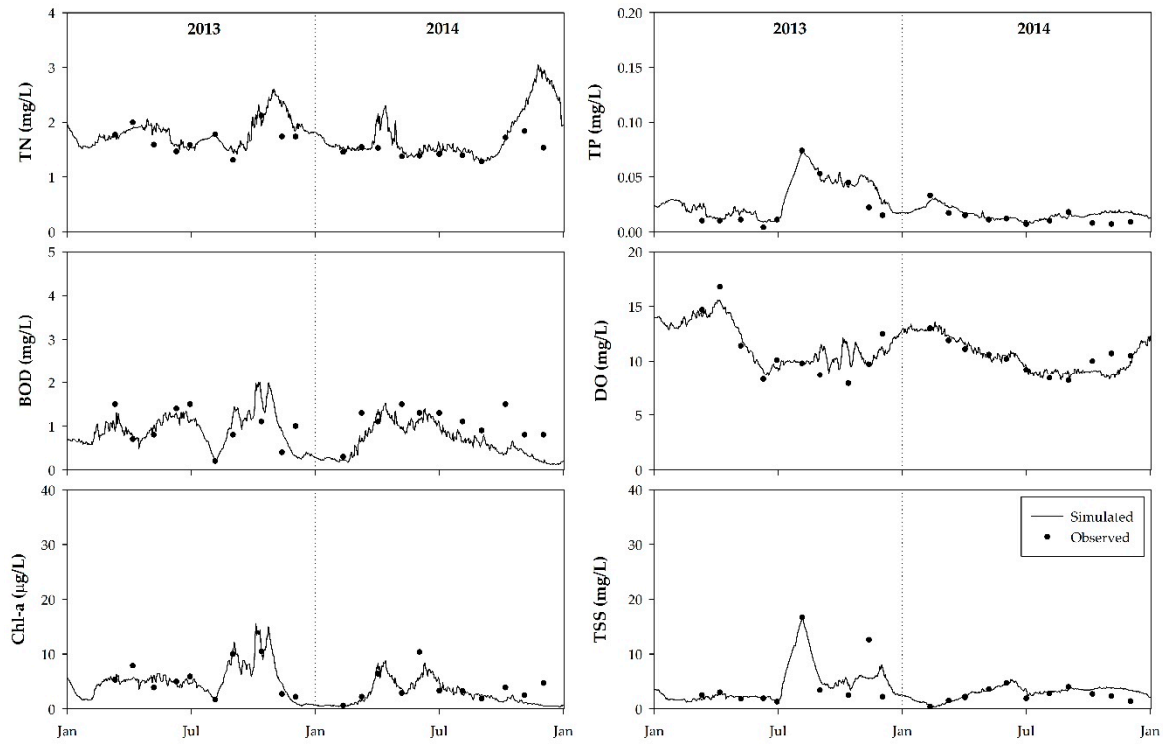 2013
2014
TN (mg/L)
4
3
2
1
0
2013
2014
TP (mg/L)
0.20
0.15
0.10
0.05
0.00
BOD (mg/L)
5
4
3
2
1
0
DO (mg/L)
20
15
10
5
0
Chl-a (μg/L)
40
30
20
10
0
Jan
Jul
Jan
Jul
Jan
TSS (mg/L)
40
30
20
10
0
Simulated
Observed
Jan
Jul
Jan
Jul
Jan